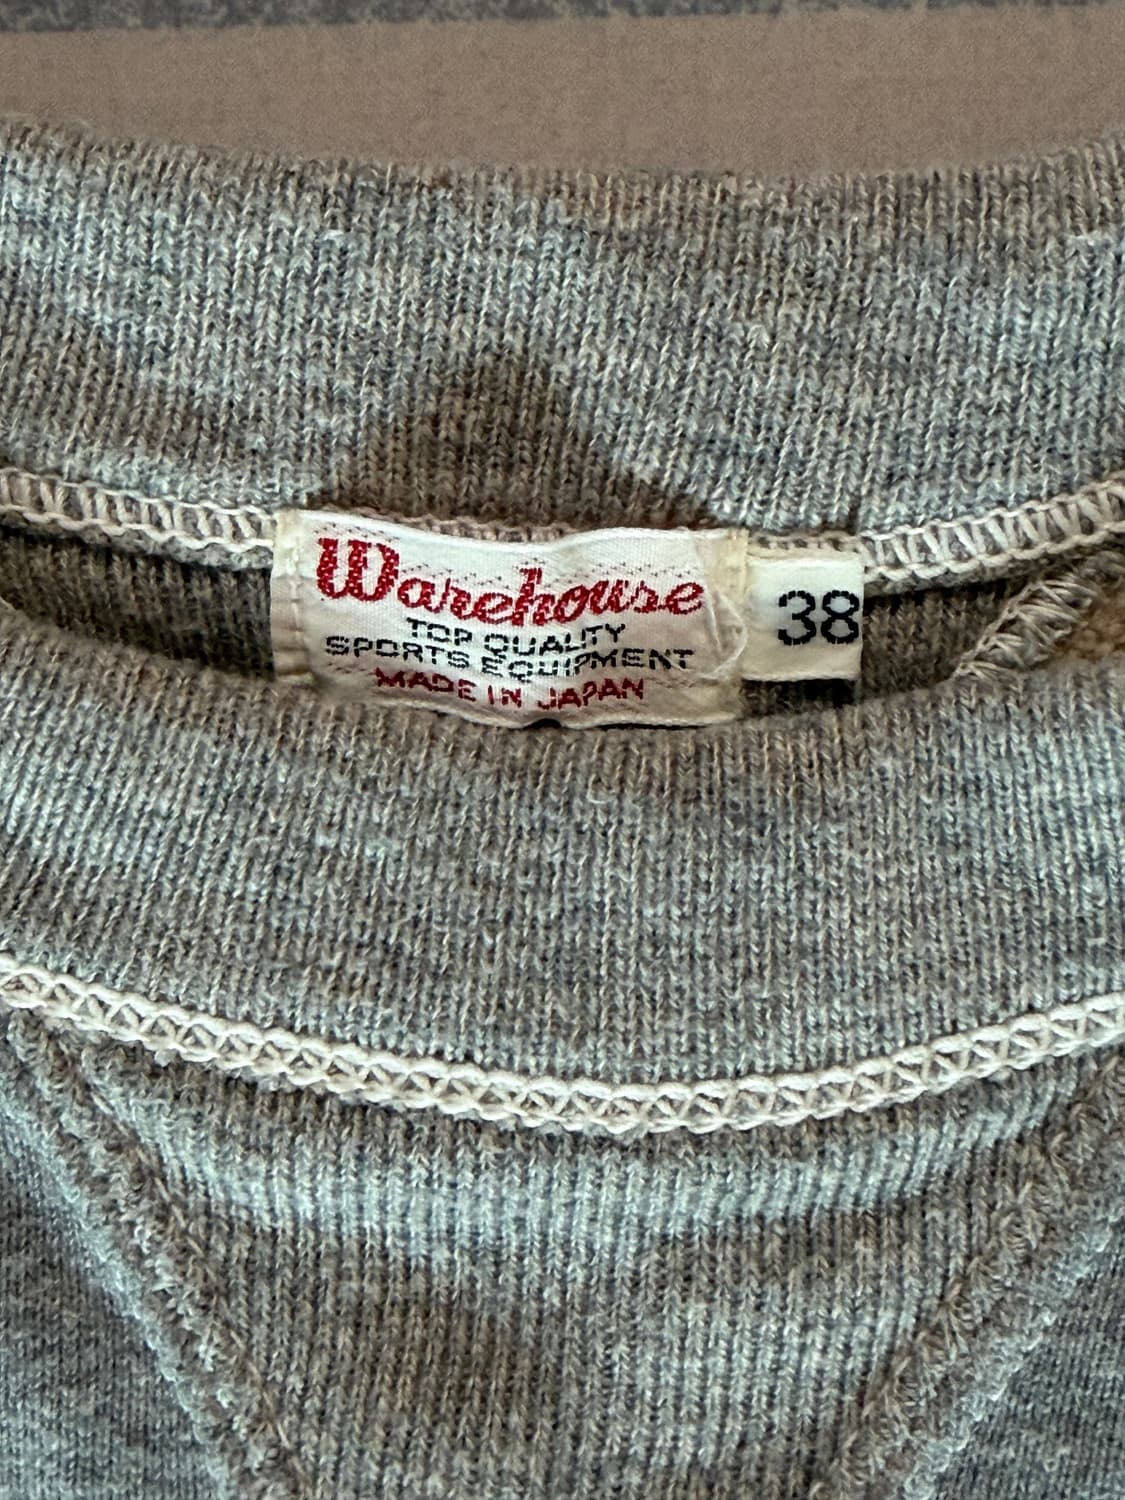 Warehouse
TOP QUALITY
SPORTS EQUIPMENT
MADE IN JAPAN
38